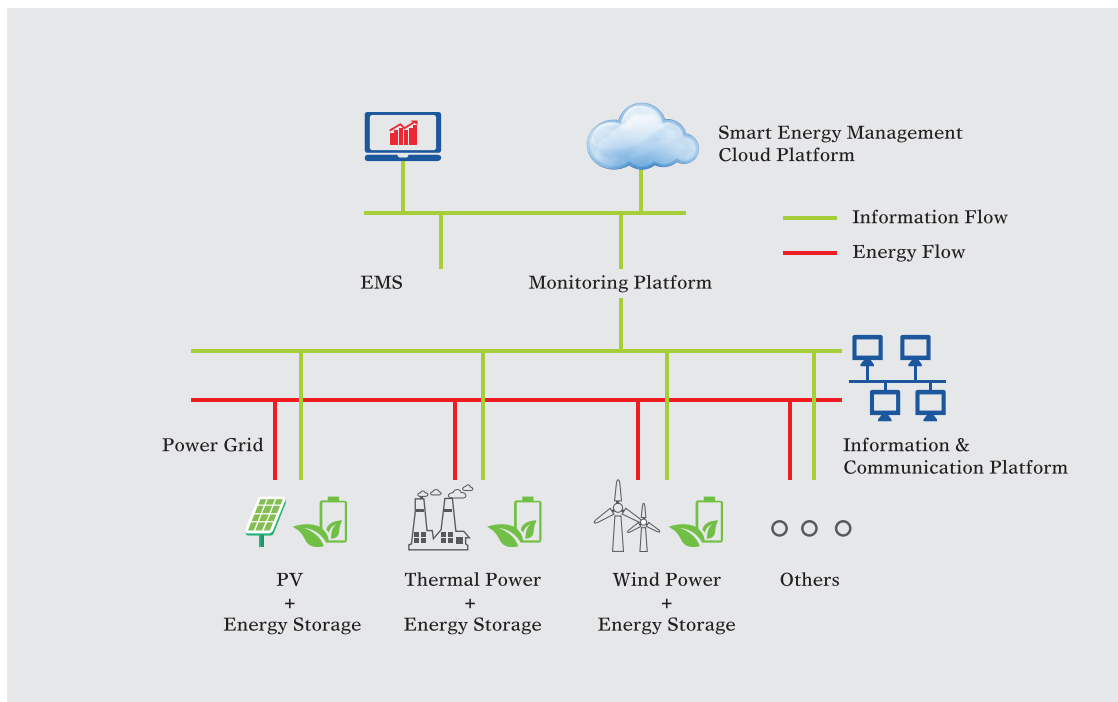 Smart Energy Management
Cloud Platform
Information Flow
Energy Flow
EMS
Monitoring Platform
Power Grid
Information &
Communication Platform
PV
+
Energy Storage
Thermal Power
+
Energy Storage
Wind Power
+
Energy Storage
Others